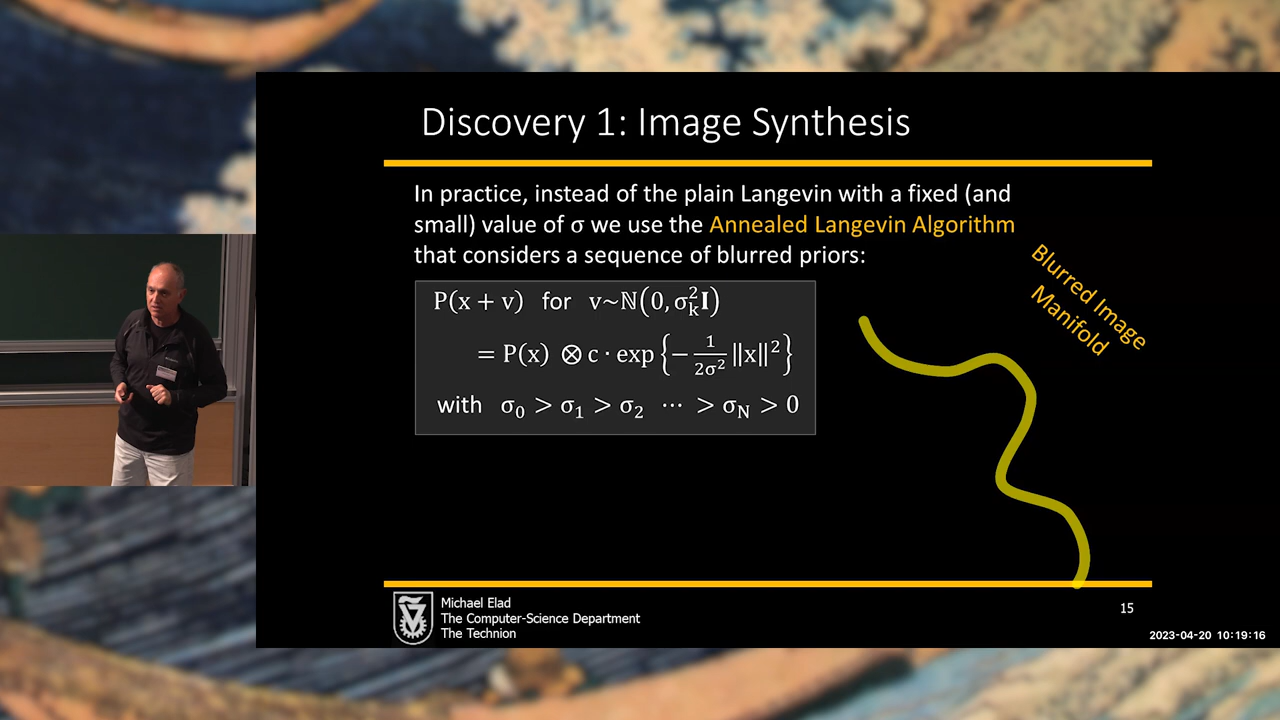 Discovery 1: Image Synthesis
In practice, instead of the plain Langevin with a fixed (and
small) value of σ we use the Annealed Langevin Algorithm
that considers a sequence of blurred priors:
P(x + v) for v~ℕ(0, σ_K^2 I)
= P(x) ⊗ c · exp{−1/(2σ^2) ‖x‖^2}
with σ_0 > σ_1 > σ_2 ⋯ > σ_N > 0
Blurred Image
Manifold
Michael Elad
The Computer-Science Department
The Technion
15
2023-04-20 10:19:16